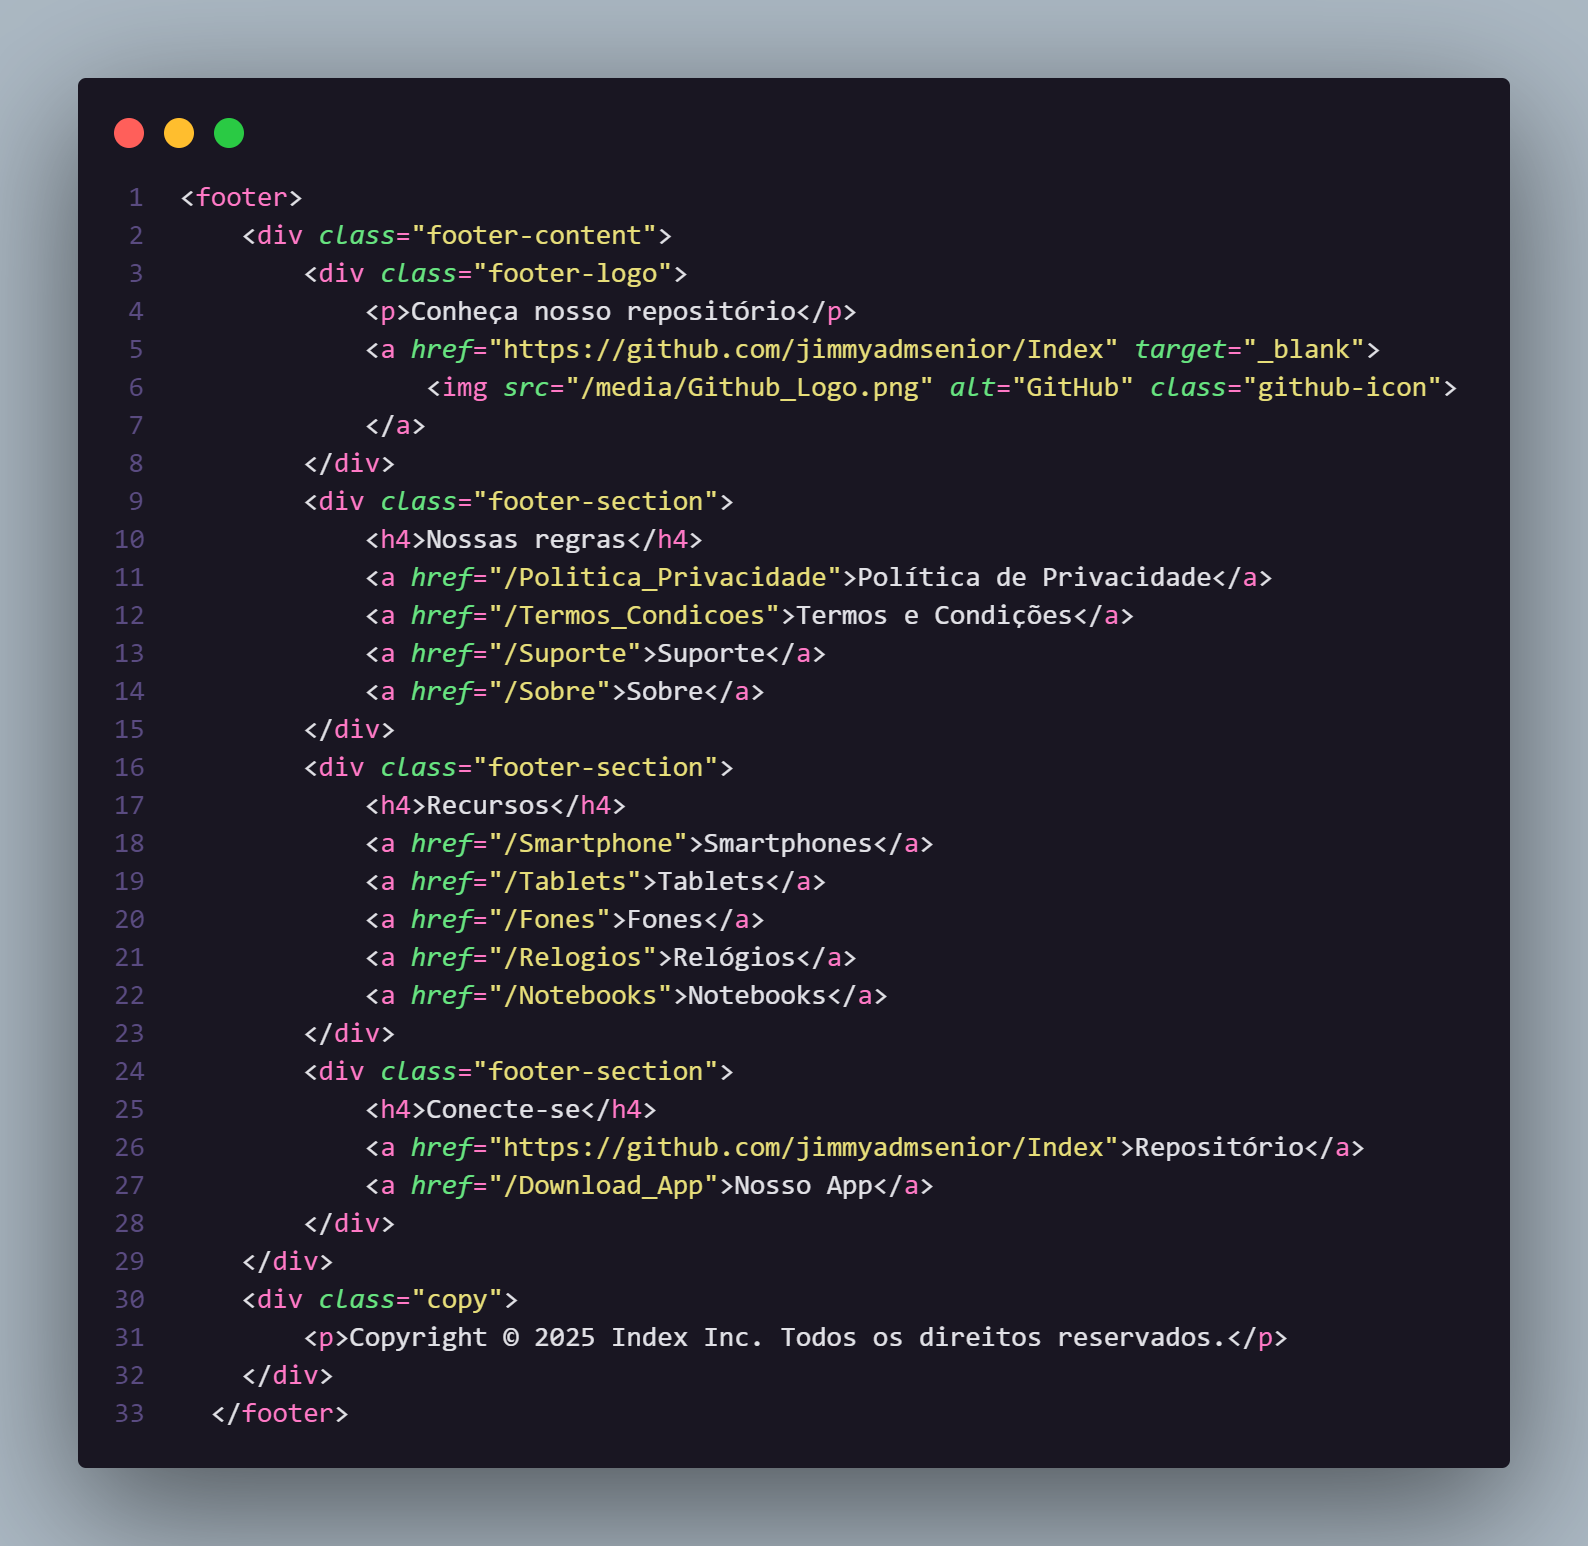 1 <footer>
2     <div class="footer-content">
3         <div class="footer-logo">
4             <p>Conheça nosso repositório</p>
5             <a href="https://github.com/jimmyadmsenior/Index" target="_blank">
6                 <img src="/media/Github_Logo.png" alt="GitHub" class="github-icon">
7             </a>
8         </div>
9         <div class="footer-section">
10             <h4>Nossas regras</h4>
11             <a href="/Politica_Privacidade">Política de Privacidade</a>
12             <a href="/Termos_Condicoes">Termos e Condições</a>
13             <a href="/Suporte">Suporte</a>
14             <a href="/Sobre">Sobre</a>
15         </div>
16         <div class="footer-section">
17             <h4>Recursos</h4>
18             <a href="/Smartphone">Smartphones</a>
19             <a href="/Tablets">Tablets</a>
20             <a href="/Fones">Fones</a>
21             <a href="/Relogios">Relógios</a>
22             <a href="/Notebooks">Notebooks</a>
23         </div>
24         <div class="footer-section">
25             <h4>Conecte-se</h4>
26             <a href="https://github.com/jimmyadmsenior/Index">Repositório</a>
27             <a href="/Download_App">Nosso App</a>
28         </div>
29     </div>
30     <div class="copy">
31         <p>Copyright © 2025 Index Inc. Todos os direitos reservados.</p>
32     </div>
33   </footer>